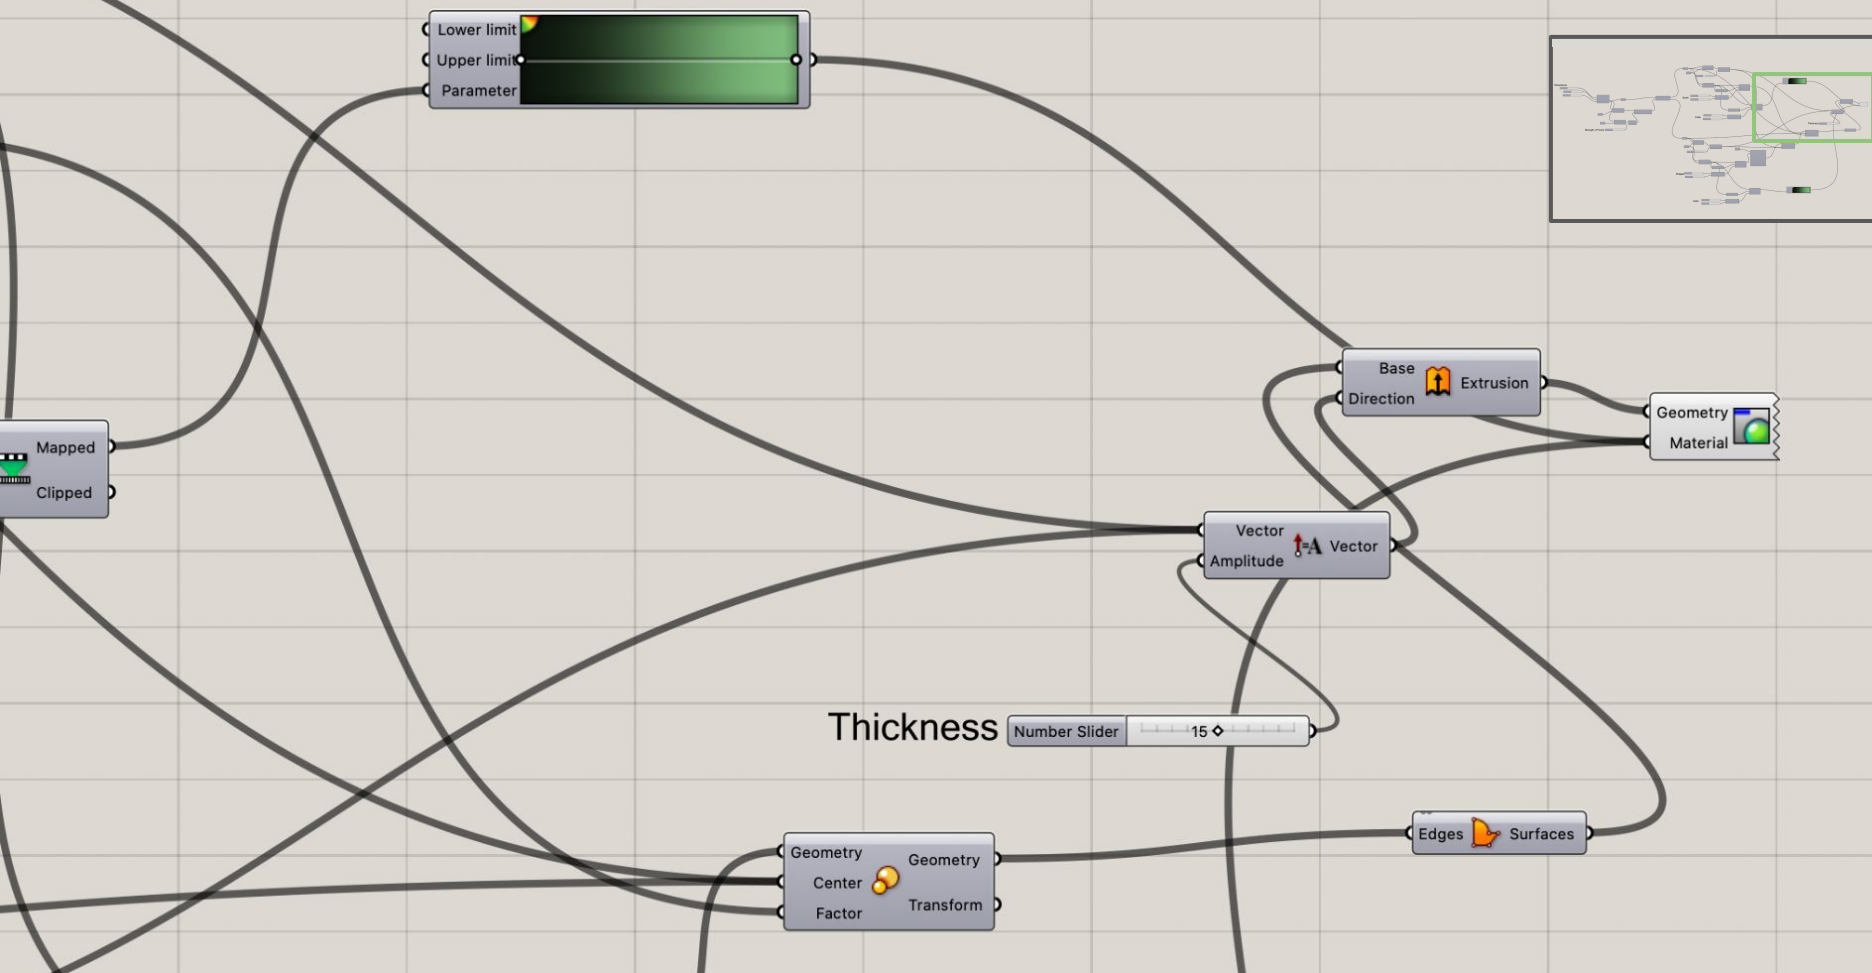 Lower limit
Upper limit
Parameter
Base
Direction
Extrusion
Geometry
Material
Mapped
Clipped
Vector
Amplitude
=A
Vector
Thickness
Number Slider
15
Edges
Surfaces
Geometry
Center
Factor
Geometry
Transform